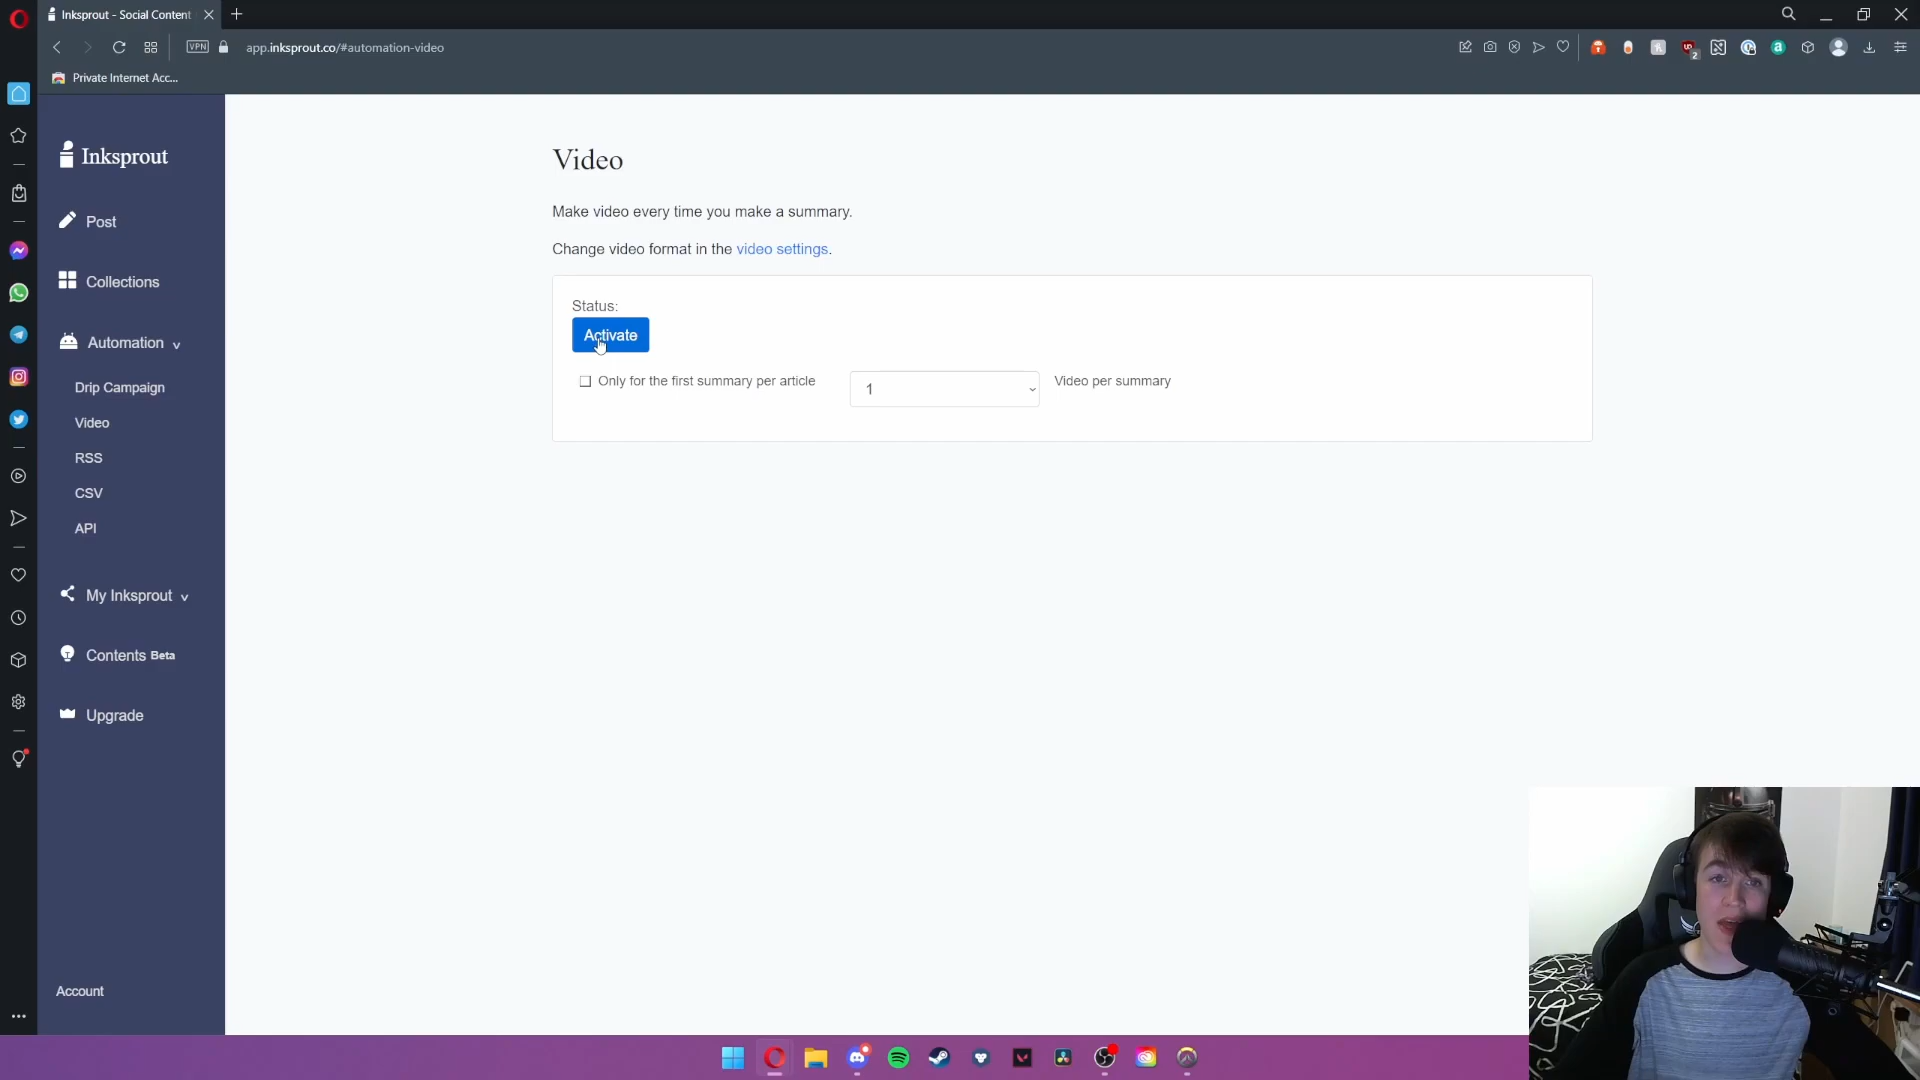 Inksprout - Social Content
VPN
app.inksprout.co/#automation-video
2
Private Internet Acc...
Inksprout
Post
Collections
Automation
Drip Campaign
Video
RSS
CSV
API
My Inksprout
Contents Beta
Upgrade
Account
Video
Make video every time you make a summary.
Change video format in the video settings.
Status:
Activate
Only for the first summary per article
1
Video per summary